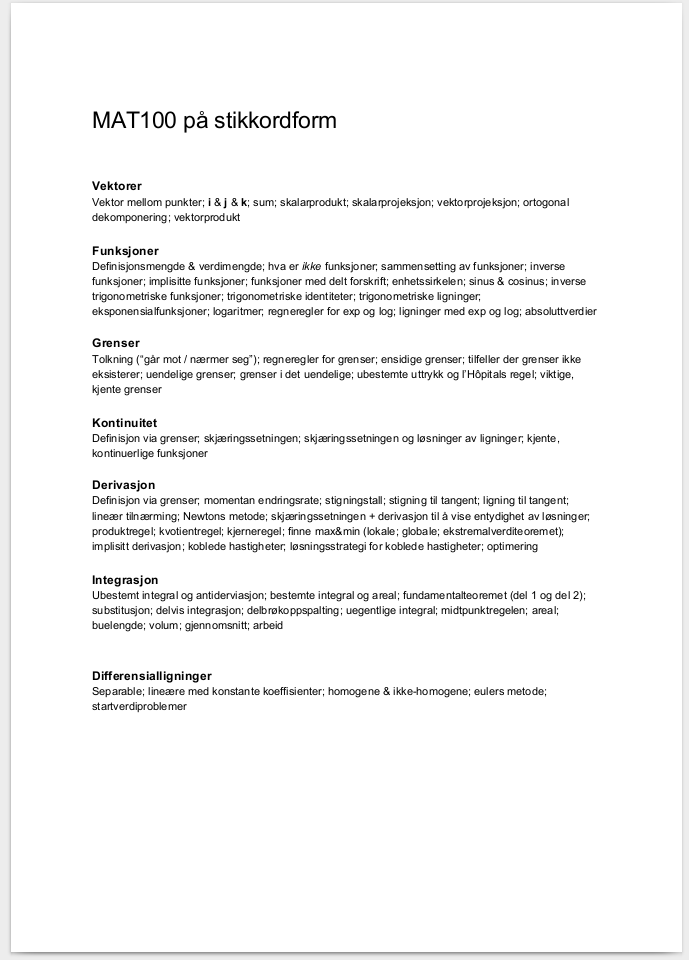 MAT100 på stikkordform
Vektorer
Vektor mellom punkter; i & j & k; sum; skalarprodukt; skalarprojeksjon; vektorprojeksjon; ortogonal
dekomponering; vektorprodukt
Funksjoner
Definisjonsmengde & verdimengde; hva er ikke funksjoner; sammensetting av funksjoner; inverse
funksjoner; implisitte funksjoner; funksjoner med delt forskrift; enhetssirkelen; sinus & cosinus; inverse
trigonometriske funksjoner; trigonometriske identiteter; trigonometriske ligninger;
eksponensialfunksjoner; logaritmer; regneregler for exp og log; ligninger med exp og log; absoluttverdier
Grenser
Tolkning (“går mot / nærmer seg”); regneregler for grenser; ensidige grenser; tilfeller der grenser ikke
eksisterer; uendelige grenser; grenser i det uendelige; ubestemte uttrykk og l’Hôpitals regel; viktige,
kjente grenser
Kontinuitet
Definisjon via grenser; skjæringssetningen; skjæringssetningen og løsninger av ligninger; kjente,
kontinuerlige funksjoner
Derivasjon
Definisjon via grenser; momentan endringsrate; stigningstall; stigning til tangent; ligning til tangent;
lineær tilnærming; Newtons metode; skjæringssetningen + derivasjon til å vise entydighet av løsninger;
produktregel; kvotientregel; kjerneregel; finne max&min (lokale; globale; ekstremalverditeoremet);
implisitt derivasjon; koblede hastigheter; løsningsstrategi for koblede hastigheter; optimering
Integrasjon
Ubestemt integral og antiderviasjon; bestemte integral og areal; fundamentalteoremet (del 1 og del 2);
substitusjon; delvis integrasjon; delbrøkoppspalting; uegentlige integral; midtpunktregelen; areal;
buelengde; volum; gjennomsnitt; arbeid
Differensialligninger
Separable; lineære med konstante koeffisienter; homogene & ikke-homogene; eulers metode;
startverdiproblemer